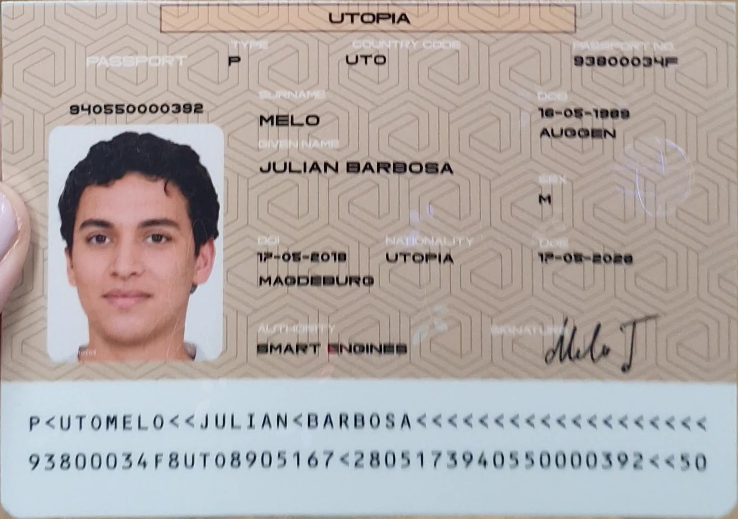 UTOPIA
TYPE COUNTRY CODE PASSPORT NO.
PASSPORT P UTO 93800034F
940550000392
SURNAME DOB
MELO 16-05-1989
AUGGEN
GIVEN NAME
JULIAN BARBOSA
SEX
M
DOI NATIONALITY DOE
17-05-2018 UTOPIA 17-05-2028
MAGDEBURG
AUTHORITY SIGNATURE
SMART ENGINES
Melo J
P<UTOMELO<<JULIAN<BARBOSA<<<<<<<<<<<<<<<<<<<
93800034F8UTO8905167<2805173940550000392<<50